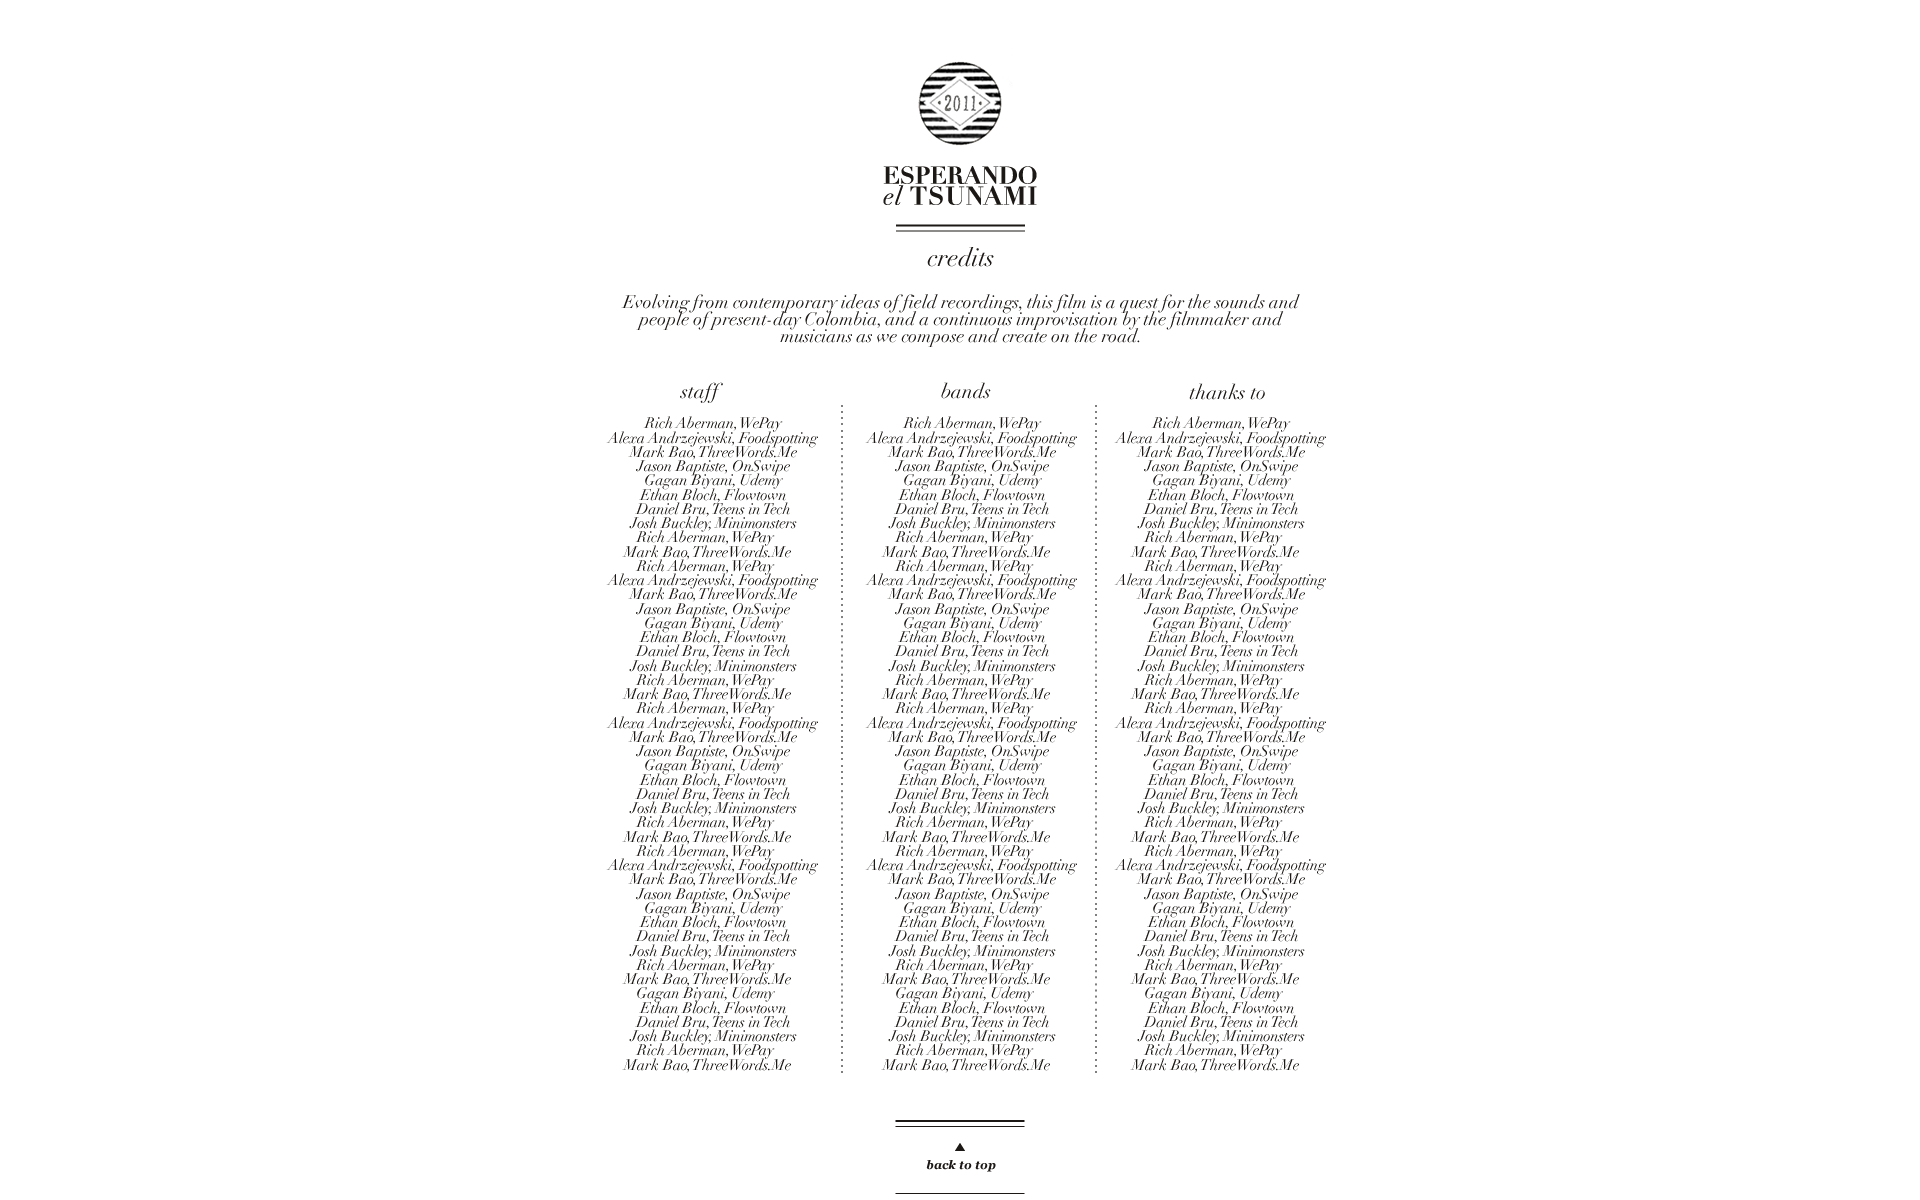 ·2011·
ESPERANDO
el TSUNAMI
credits
Evolving from contemporary ideas of field recordings, this film is a quest for the sounds and
people of present-day Colombia, and a continuous improvisation by the filmmaker and
musicians as we compose and create on the road.
staff
Rich Aberman, WePay
Alexa Andrzejewski, Foodspotting
Mark Bao, ThreeWords.Me
Jason Baptiste, OnSwipe
Gagan Biyani, Udemy
Ethan Bloch, Flowtown
Daniel Bru, Teens in Tech
Josh Buckley, Minimonsters
Rich Aberman, WePay
Mark Bao, ThreeWords.Me
Rich Aberman, WePay
Alexa Andrzejewski, Foodspotting
Mark Bao, ThreeWords.Me
Jason Baptiste, OnSwipe
Gagan Biyani, Udemy
Ethan Bloch, Flowtown
Daniel Bru, Teens in Tech
Josh Buckley, Minimonsters
Rich Aberman, WePay
Mark Bao, ThreeWords.Me
Rich Aberman, WePay
Alexa Andrzejewski, Foodspotting
Mark Bao, ThreeWords.Me
Jason Baptiste, OnSwipe
Gagan Biyani, Udemy
Ethan Bloch, Flowtown
Daniel Bru, Teens in Tech
Josh Buckley, Minimonsters
Rich Aberman, WePay
Mark Bao, ThreeWords.Me
Rich Aberman, WePay
Alexa Andrzejewski, Foodspotting
Mark Bao, ThreeWords.Me
Jason Baptiste, OnSwipe
Gagan Biyani, Udemy
Ethan Bloch, Flowtown
Daniel Bru, Teens in Tech
Josh Buckley, Minimonsters
Rich Aberman, WePay
Mark Bao, ThreeWords.Me
Gagan Biyani, Udemy
Ethan Bloch, Flowtown
Daniel Bru, Teens in Tech
Josh Buckley, Minimonsters
Rich Aberman, WePay
Mark Bao, ThreeWords.Me
bands
Rich Aberman, WePay
Alexa Andrzejewski, Foodspotting
Mark Bao, ThreeWords.Me
Jason Baptiste, OnSwipe
Gagan Biyani, Udemy
Ethan Bloch, Flowtown
Daniel Bru, Teens in Tech
Josh Buckley, Minimonsters
Rich Aberman, WePay
Mark Bao, ThreeWords.Me
Rich Aberman, WePay
Alexa Andrzejewski, Foodspotting
Mark Bao, ThreeWords.Me
Jason Baptiste, OnSwipe
Gagan Biyani, Udemy
Ethan Bloch, Flowtown
Daniel Bru, Teens in Tech
Josh Buckley, Minimonsters
Rich Aberman, WePay
Mark Bao, ThreeWords.Me
Rich Aberman, WePay
Alexa Andrzejewski, Foodspotting
Mark Bao, ThreeWords.Me
Jason Baptiste, OnSwipe
Gagan Biyani, Udemy
Ethan Bloch, Flowtown
Daniel Bru, Teens in Tech
Josh Buckley, Minimonsters
Rich Aberman, WePay
Mark Bao, ThreeWords.Me
Rich Aberman, WePay
Alexa Andrzejewski, Foodspotting
Mark Bao, ThreeWords.Me
Jason Baptiste, OnSwipe
Gagan Biyani, Udemy
Ethan Bloch, Flowtown
Daniel Bru, Teens in Tech
Josh Buckley, Minimonsters
Rich Aberman, WePay
Mark Bao, ThreeWords.Me
Gagan Biyani, Udemy
Ethan Bloch, Flowtown
Daniel Bru, Teens in Tech
Josh Buckley, Minimonsters
Rich Aberman, WePay
Mark Bao, ThreeWords.Me
thanks to
Rich Aberman, WePay
Alexa Andrzejewski, Foodspotting
Mark Bao, ThreeWords.Me
Jason Baptiste, OnSwipe
Gagan Biyani, Udemy
Ethan Bloch, Flowtown
Daniel Bru, Teens in Tech
Josh Buckley, Minimonsters
Rich Aberman, WePay
Mark Bao, ThreeWords.Me
Rich Aberman, WePay
Alexa Andrzejewski, Foodspotting
Mark Bao, ThreeWords.Me
Jason Baptiste, OnSwipe
Gagan Biyani, Udemy
Ethan Bloch, Flowtown
Daniel Bru, Teens in Tech
Josh Buckley, Minimonsters
Rich Aberman, WePay
Mark Bao, ThreeWords.Me
Rich Aberman, WePay
Alexa Andrzejewski, Foodspotting
Mark Bao, ThreeWords.Me
Jason Baptiste, OnSwipe
Gagan Biyani, Udemy
Ethan Bloch, Flowtown
Daniel Bru, Teens in Tech
Josh Buckley, Minimonsters
Rich Aberman, WePay
Mark Bao, ThreeWords.Me
Rich Aberman, WePay
Alexa Andrzejewski, Foodspotting
Mark Bao, ThreeWords.Me
Jason Baptiste, OnSwipe
Gagan Biyani, Udemy
Ethan Bloch, Flowtown
Daniel Bru, Teens in Tech
Josh Buckley, Minimonsters
Rich Aberman, WePay
Mark Bao, ThreeWords.Me
Gagan Biyani, Udemy
Ethan Bloch, Flowtown
Daniel Bru, Teens in Tech
Josh Buckley, Minimonsters
Rich Aberman, WePay
Mark Bao, ThreeWords.Me
back to top